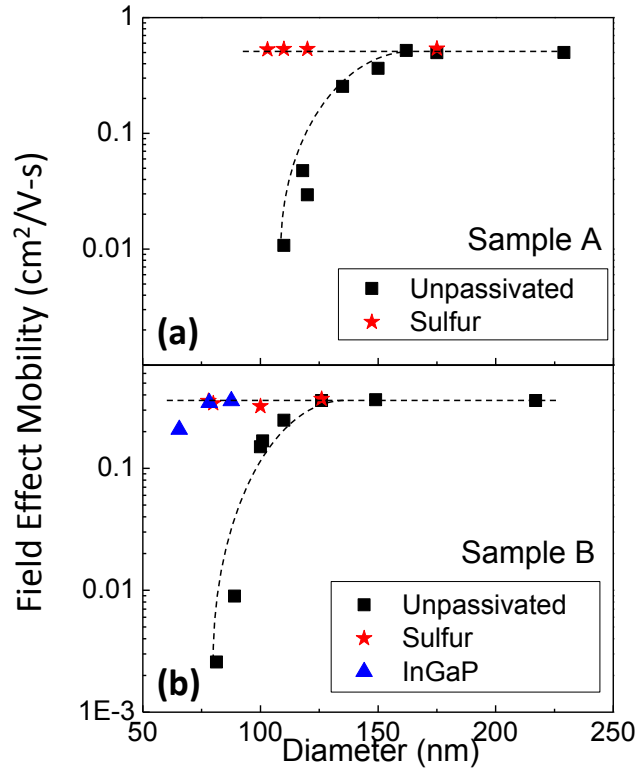 Field Effect Mobility (cm²/V-s)
1
0.1
0.01
Sample A
Unpassivated
Sulfur
(a)
0.1
0.01
1E-3
Sample B
Unpassivated
Sulfur
InGaP
(b)
50 100 150 200 250
Diameter (nm)